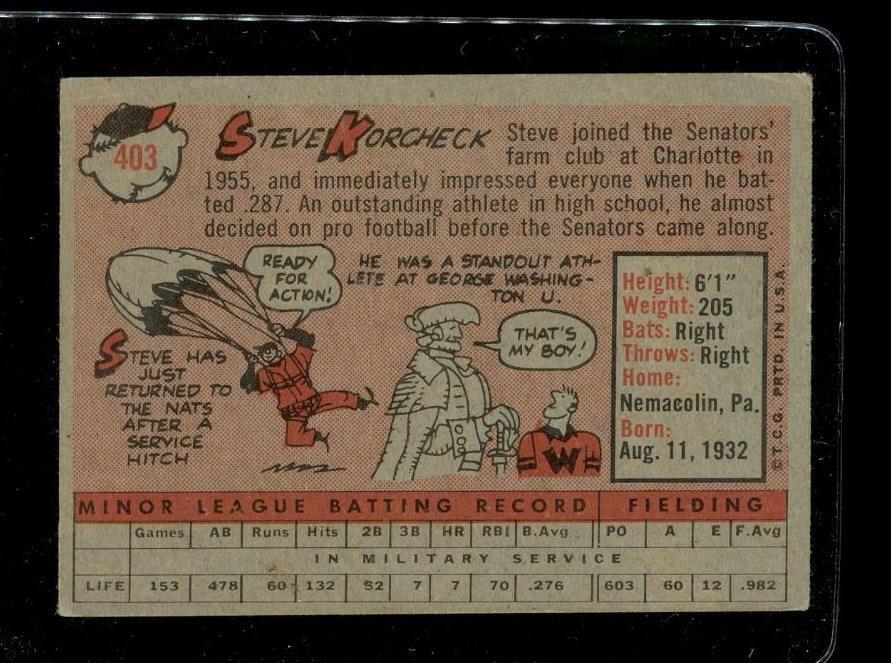 403
STEVE KORCHECK
Steve joined the Senators'
farm club at Charlotte in
1955, and immediately impressed everyone when he bat-
ted .287. An outstanding athlete in high school, he almost
decided on pro football before the Senators came along.
READY
FOR
ACTION!
STEVE HAS
JUST
RETURNED TO
THE NATS
AFTER A
SERVICE
HITCH
HE WAS A STANDOUT ATH-
LETE AT GEORGE WASHING-
TON U.
THAT'S
MY BOY!
W
Height: 6'1"
Weight: 205
Bats: Right
Throws: Right
Home:
Nemacolin, Pa.
Born:
Aug. 11, 1932
©T.C.G. PRTD. IN U.S.A.
MINOR LEAGUE BATTING RECORD FIELDING
Games AB Runs Hits 2B 3B HR RBI B.Avg. PO A E F.Avg
IN MILITARY SERVICE
LIFE 153 478 60 132 32 7 7 70 .276 603 60 12 .982